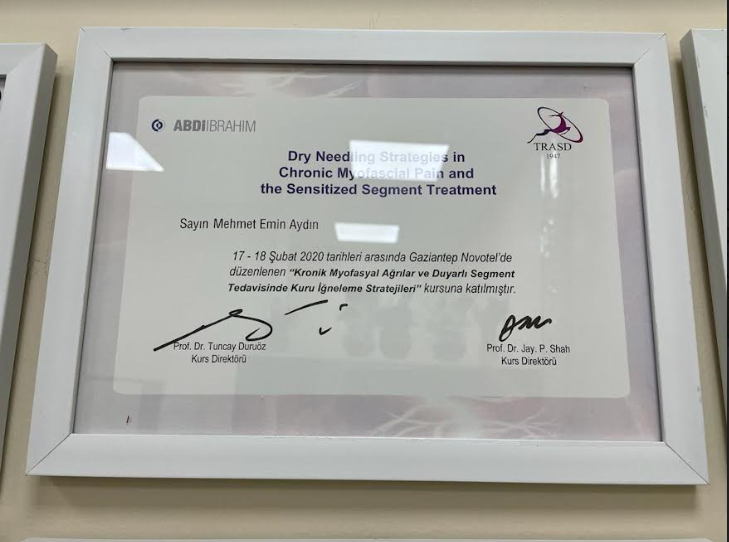 ABDİİBRAHİM
TRASD
1947
Dry Needling Strategies in
Chronic Myofascial Pain and
the Sensitized Segment Treatment
Sayın Mehmet Emin Aydın
17 - 18 Şubat 2020 tarihleri arasında Gaziantep Novotel'de
düzenlenen “Kronik Myofasyal Ağrılar ve Duyarlı Segment
Tedavisinde Kuru İğneleme Stratejileri” kursuna katılmıştır.
Prof. Dr. Tuncay Duruöz
Kurs Direktörü
Prof. Dr. Jay. P. Shah
Kurs Direktörü